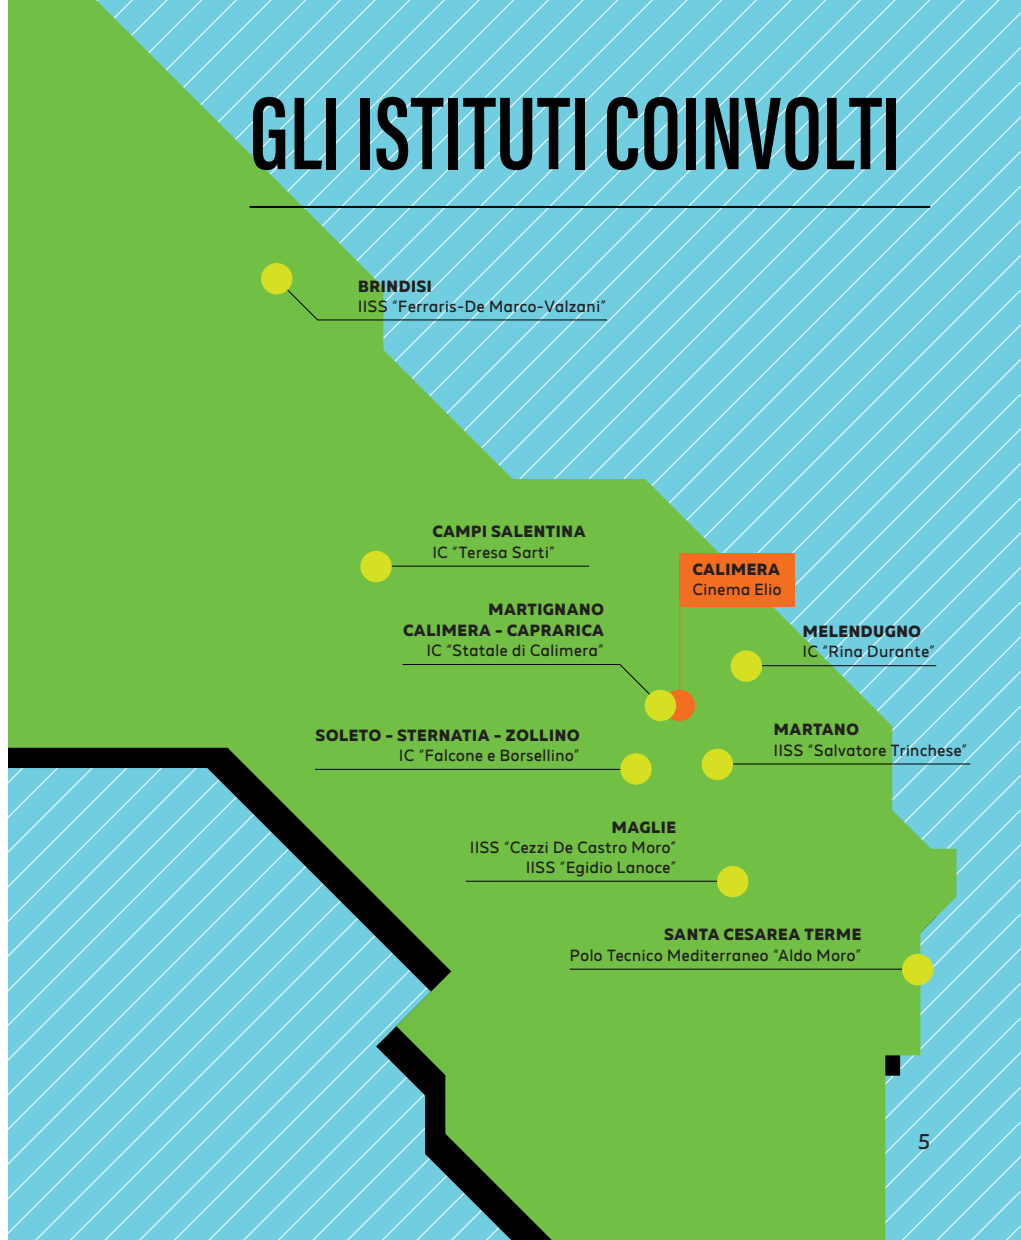 GLI ISTITUTI COINVOLTI
BRINDISI
IISS “Ferraris-De Marco-Valzani”
CAMPI SALENTINA
IC “Teresa Sarti”
CALIMERA
Cinema Elio
MARTIGNANO
CALIMERA - CAPRARICA
IC “Statale di Calimera”
MELENDUGNO
IC “Rina Durante”
SOLETO - STERNATIA - ZOLLINO
IC “Falcone e Borsellino”
MARTANO
IISS “Salvatore Trinchese”
MAGLIE
IISS “Cezzi De Castro Moro”
IISS “Egidio Lanoce”
SANTA CESAREA TERME
Polo Tecnico Mediterraneo “Aldo Moro”
5